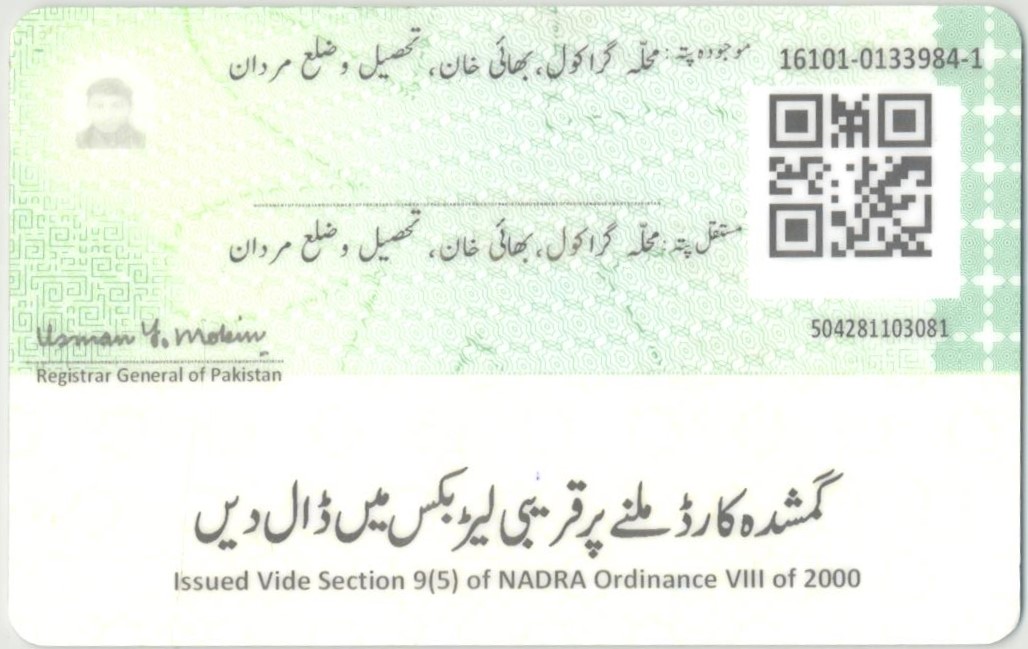 16101-0133984-1
موجودہ پتہ: محلّہ گراکول، بھائی خان، تحصیل و ضلع مردان
مستقل پتہ: محلّہ گراکول، بھائی خان، تحصیل و ضلع مردان
504281103081
Usman Y. Mobin
Registrar General of Pakistan
گمشدہ کارڈ ملنے پر قریبی لیٹر بکس میں ڈال دیں
Issued Vide Section 9(5) of NADRA Ordinance VIII of 2000